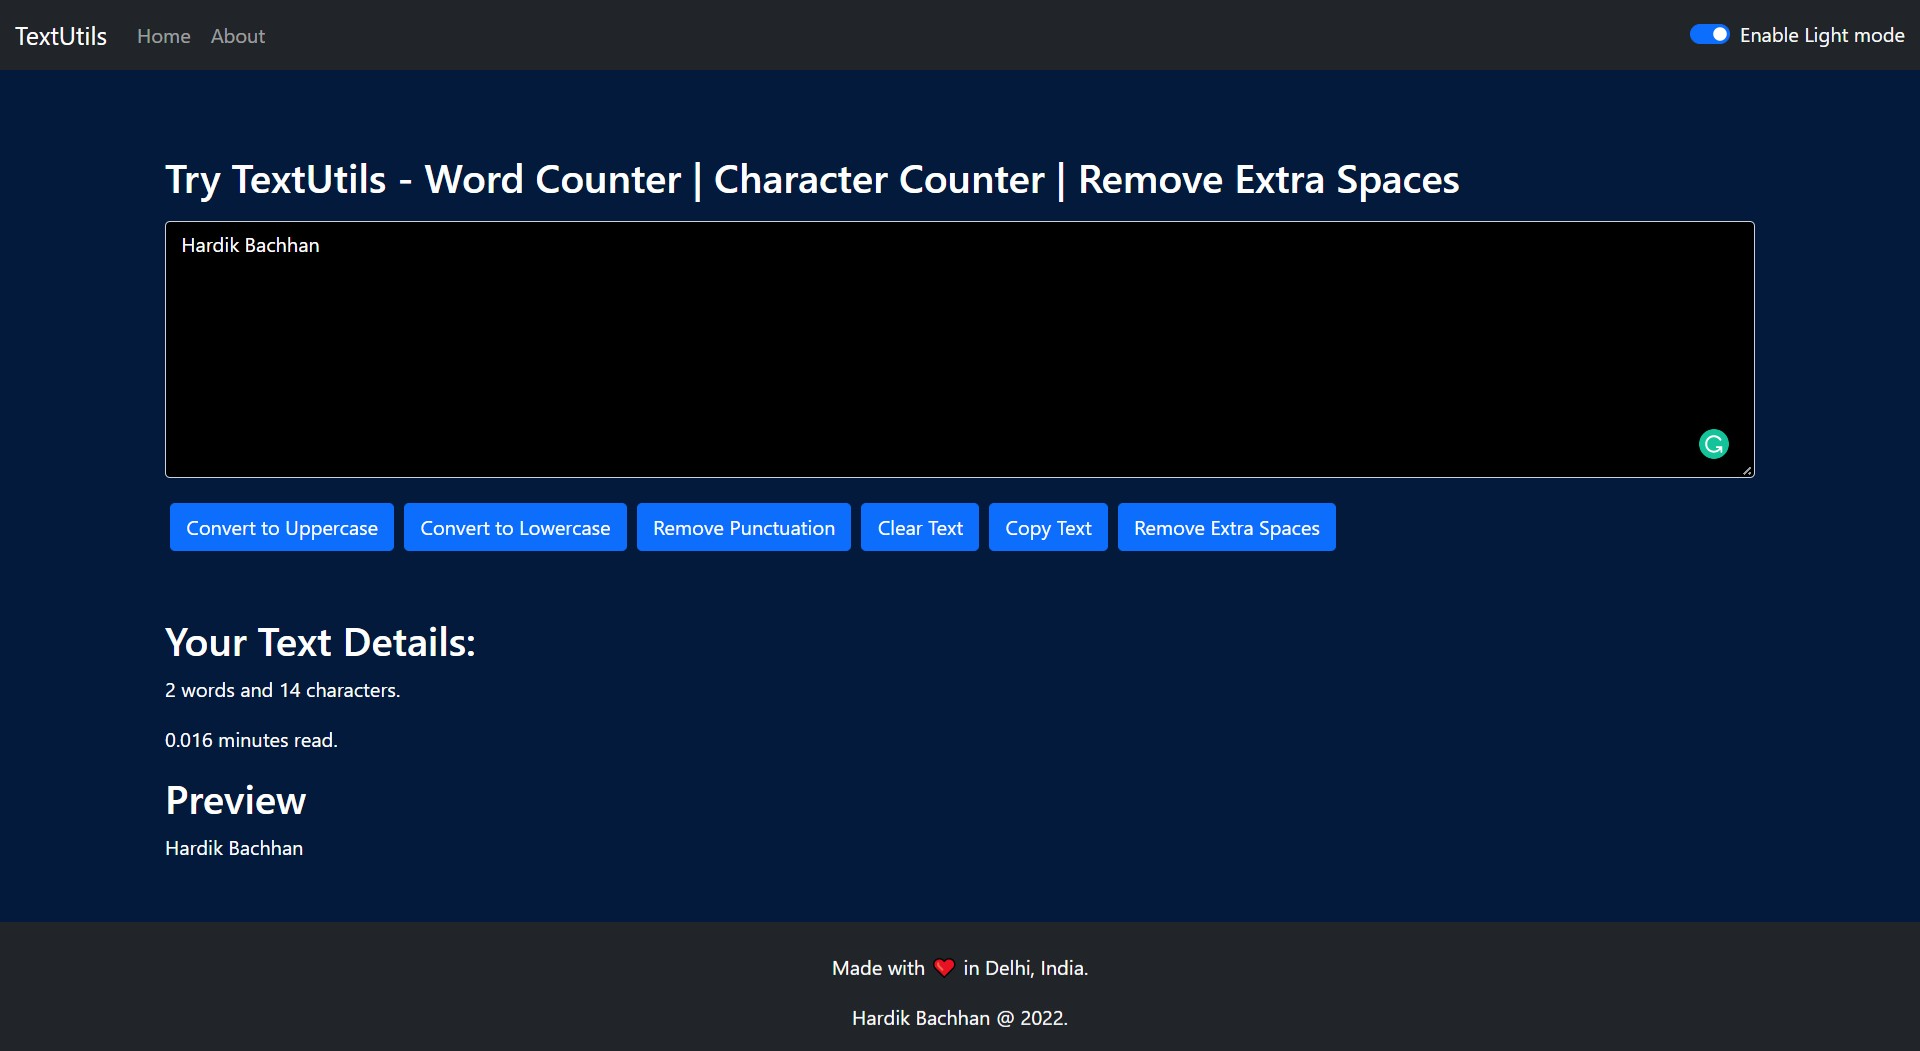 TextUtils Home About Enable Light mode
Try TextUtils - Word Counter | Character Counter | Remove Extra Spaces
Hardik Bachhan
Convert to Uppercase Convert to Lowercase Remove Punctuation Clear Text Copy Text Remove Extra Spaces
Your Text Details:
2 words and 14 characters.
0.016 minutes read.
Preview
Hardik Bachhan
Made with ❤️ in Delhi, India.
Hardik Bachhan @ 2022.